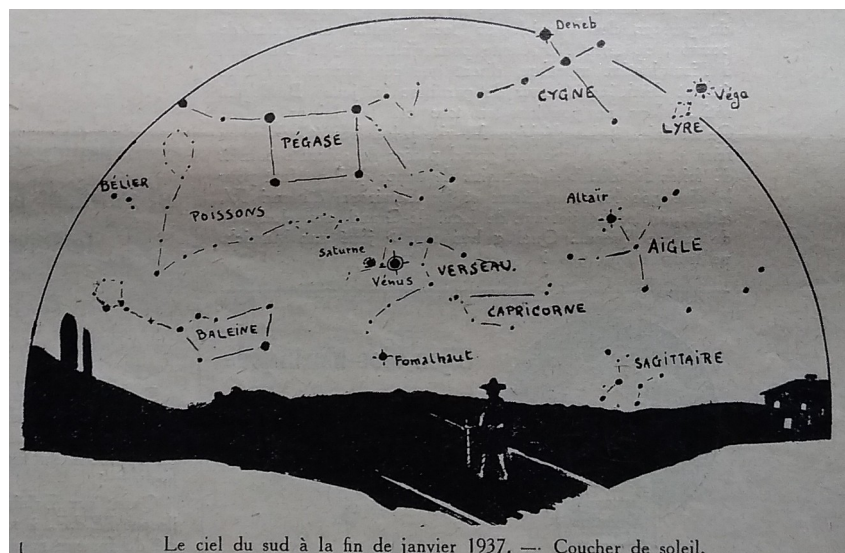 Deneb
CYGNE
Véga
LYRE
PÉGASE
BÉLIER
POISSONS
Altaïr
AIGLE
Saturne
Vénus
VERSEAU.
CAPRICORNE
BALEINE
Fomalhaut
SAGITTAIRE
Le ciel du sud à la fin de janvier 1937. — Coucher de soleil.